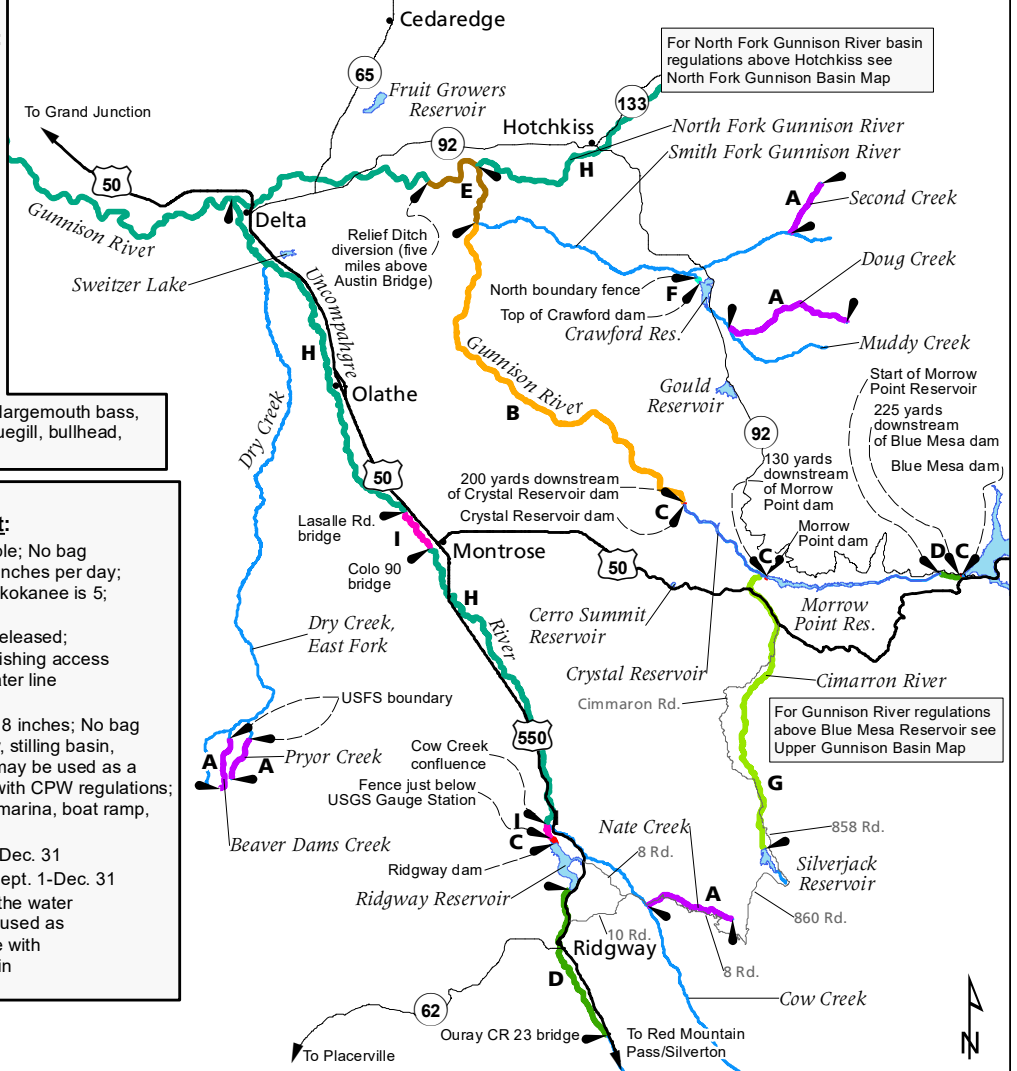 Cedaredge
65
For North Fork Gunnison River basin
regulations above Hotchkiss see
North Fork Gunnison Basin Map
Fruit Growers
Reservoir
To Grand Junction
133
92
Hotchkiss
North Fork Gunnison River
Smith Fork Gunnison River
50
H
E
A
Second Creek
Gunnison River
Delta
Relief Ditch
diversion (five
miles above
Austin Bridge)
Sweitzer Lake
Doug Creek
North boundary fence
F
A
Top of Crawford dam
Crawford Res.
Uncompahgre
H
Muddy Creek
Gunnison River
B
Start of Morrow
Point Reservoir
Gould
Reservoir
Olathe
largemouth bass,
uegill, bullhead,
225 yards
downstream
of Blue Mesa dam
Dry Creek
92
130 yards
downstream
of Morrow
Point dam
Blue Mesa dam
50
200 yards downstream
of Crystal Reservoir dam
Crystal Reservoir dam
C
Lasalle Rd.
bridge
I
Morrow
Point dam
Montrose
C
D
C
50
Colo 90
bridge
H
Cerro Summit
Reservoir
Morrow
Point Res.
River
Dry Creek,
East Fork
Crystal Reservoir
Cimarron River
Cimmaron Rd.
USFS boundary
For Gunnison River regulations
above Blue Mesa Reservoir see
Upper Gunnison Basin Map
550
A
A
Pryor Creek
Cow Creek
confluence
Fence just below
USGS Gauge Station
G
I
I
C
Nate Creek
858 Rd.
Beaver Dams Creek
8 Rd.
Ridgway dam
Silverjack
Reservoir
Ridgway Reservoir
A
860 Rd.
10 Rd.
Ridgway
8 Rd.
D
Cow Creek
62
Ouray CR 23 bridge
To Red Mountain
Pass/Silverton
To Placerville
N
t:
ble; No bag
nches per day;
kokanee is 5;
eleased;
ishing access
ater line
8 inches; No bag
, stilling basin,
may be used as a
with CPW regulations;
marina, boat ramp,
Dec. 31
ept. 1-Dec. 31
the water
used as
e with
in